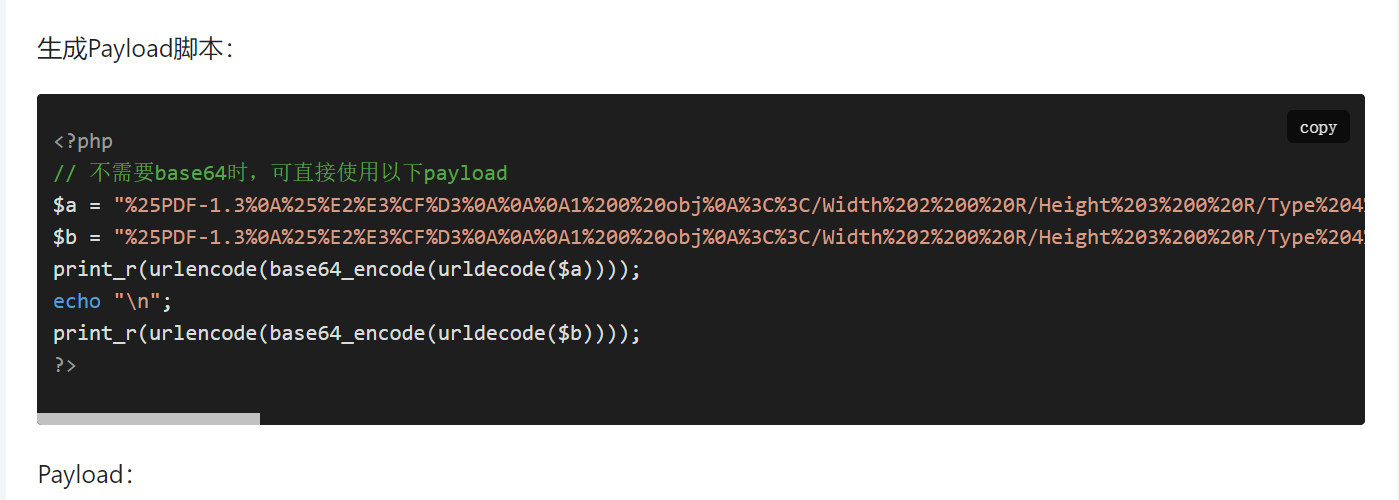 生成Payload脚本：
copy
<?php
// 不需要base64时，可直接使用以下payload
$a = "%25PDF-1.3%0A%25%E2%E3%CF%D3%0A%0A%0A1%200%20obj%0A%3C%3C/Width%202%200%20R/Height%203%200%20R/Type%204
$b = "%25PDF-1.3%0A%25%E2%E3%CF%D3%0A%0A%0A1%200%20obj%0A%3C%3C/Width%202%200%20R/Height%203%200%20R/Type%204
print_r(urlencode(base64_encode(urldecode($a))));
echo "\n";
print_r(urlencode(base64_encode(urldecode($b))));
?>
Payload：